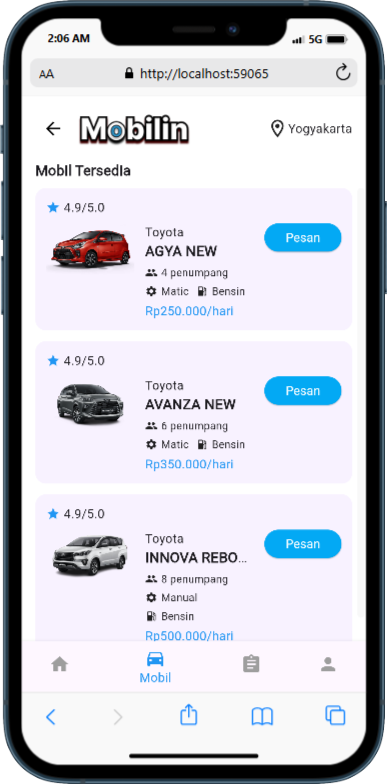 2:06 AM 5G
AA http://localhost:59065
Mobilin Yogyakarta
Mobil Tersedia
4.9/5.0
Toyota
AGYA NEW
Pesan
4 penumpang
Matic Bensin
Rp250.000/hari
4.9/5.0
Toyota
AVANZA NEW
Pesan
6 penumpang
Matic Bensin
Rp350.000/hari
4.9/5.0
Toyota
INNOVA REBO...
Pesan
8 penumpang
Manual
Bensin
Rp500.000/hari
Mobil